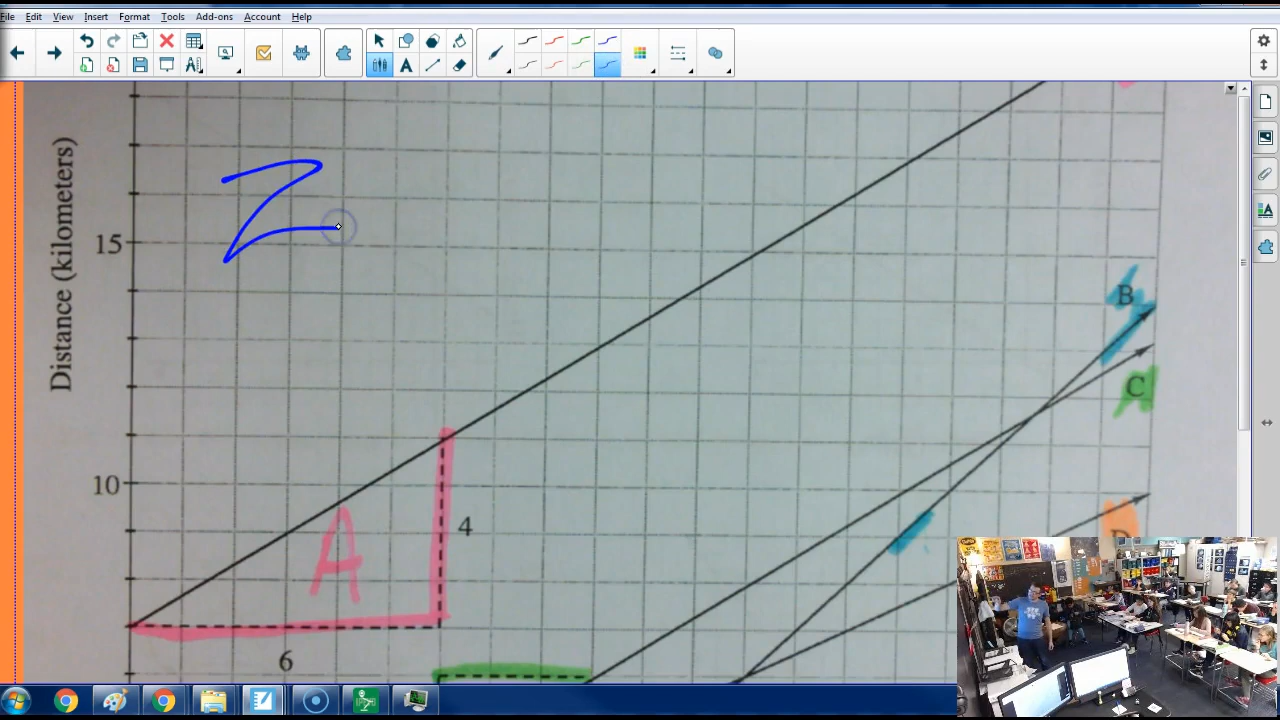 File Edit View Insert Format Tools Add-ons Account Help
Distance (kilometers)
15
10
B
C
A
4
6